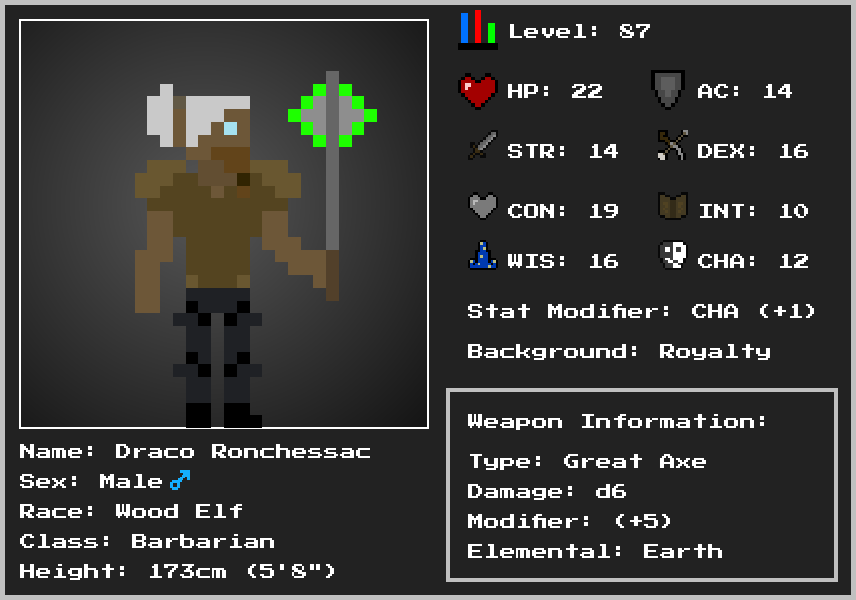 Level: 87
HP: 22 AC: 14
STR: 14 DEX: 16
CON: 19 INT: 10
WIS: 16 CHA: 12
Stat Modifier: CHA (+1)
Background: Royalty
Weapon Information:
Type: Great Axe
Damage: d6
Modifier: (+5)
Elemental: Earth
Name: Draco Ronchessac
Sex: Male♂
Race: Wood Elf
Class: Barbarian
Height: 173cm (5'8")